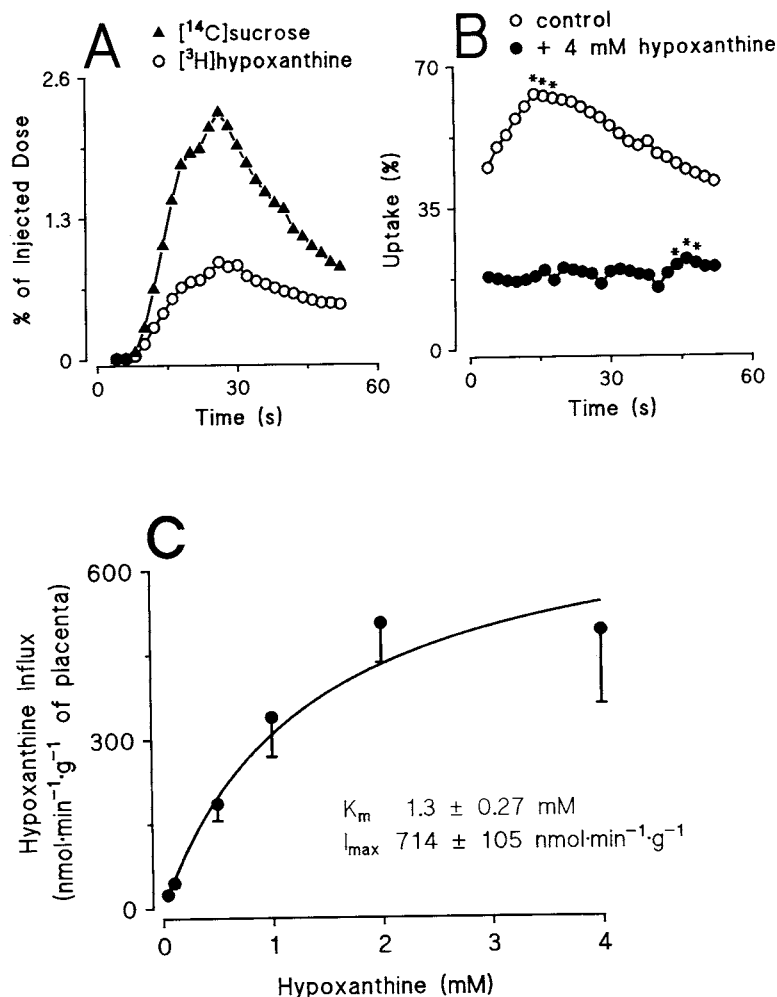 A
▲ [¹⁴C]sucrose
○ [³H]hypoxanthine
2.6
1.3
0
% of Injected Dose
0 30 60
Time (s)
B
○ control
● + 4 mM hypoxanthine
70
35
0
Uptake (%)
***
***
0 30 60
Time (s)
C
600
300
0
Hypoxanthine Influx
(nmol·min⁻¹·g⁻¹ of placenta)
Kₘ 1.3 ± 0.27 mM
Iₘₐₓ 714 ± 105 nmol·min⁻¹·g⁻¹
0 1 2 3 4
Hypoxanthine (mM)